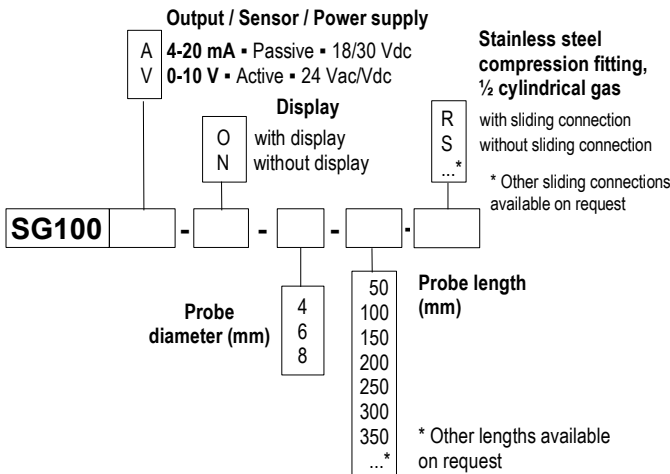 Output / Sensor / Power supply
A 4-20 mA ▪ Passive ▪ 18/30 Vdc
V 0-10 V ▪ Active ▪ 24 Vac/Vdc
Display
O with display
N without display
Stainless steel
compression fitting,
½ cylindrical gas
R with sliding connection
S without sliding connection
...*
* Other sliding connections
available on request
SG100 - - - -
Probe
diameter (mm)
4
6
8
Probe length
(mm)
50
100
150
200
250
300
350
...*
* Other lengths available
on request